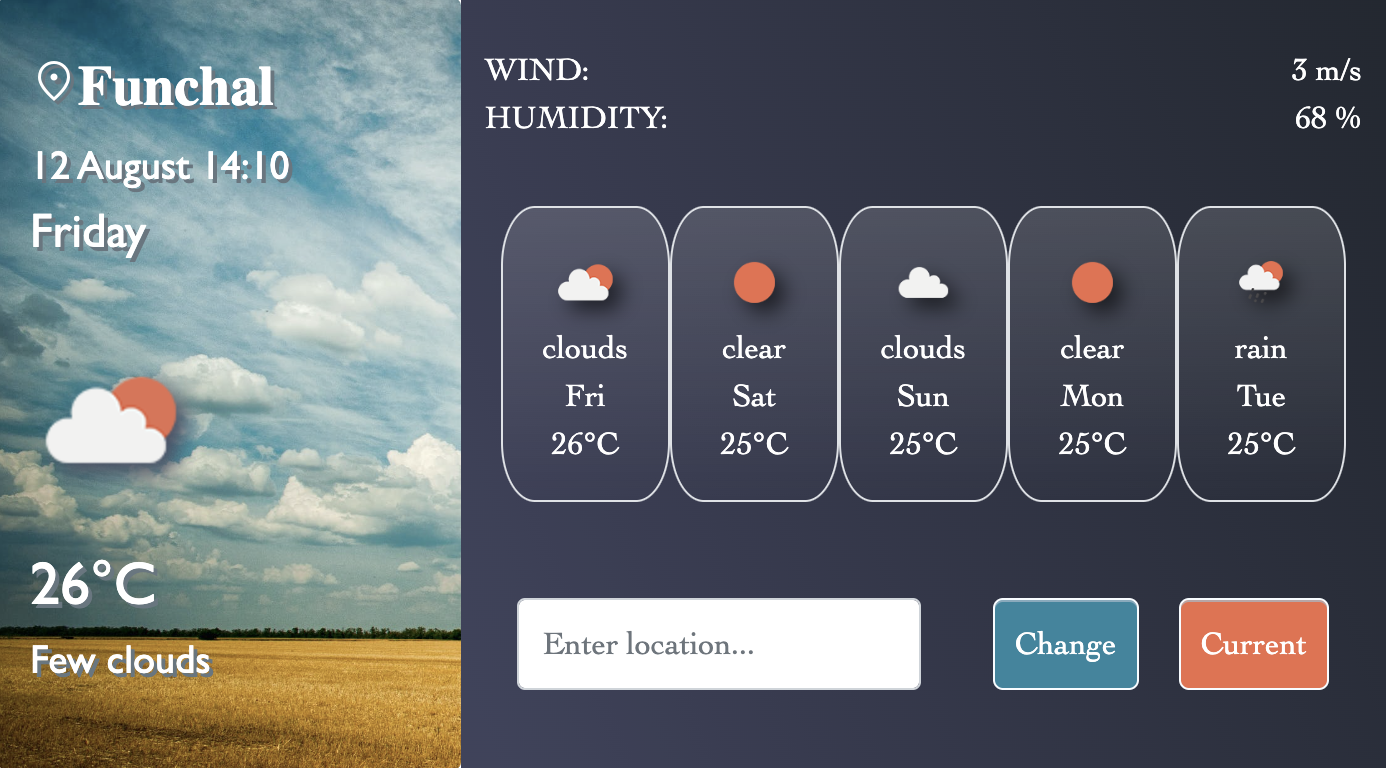 Funchal
12 August 14:10
Friday
26°C
Few clouds
WIND: 3 m/s
HUMIDITY: 68 %
clouds
Fri
26°C
clear
Sat
25°C
clouds
Sun
25°C
clear
Mon
25°C
rain
Tue
25°C
Enter location...
Change
Current